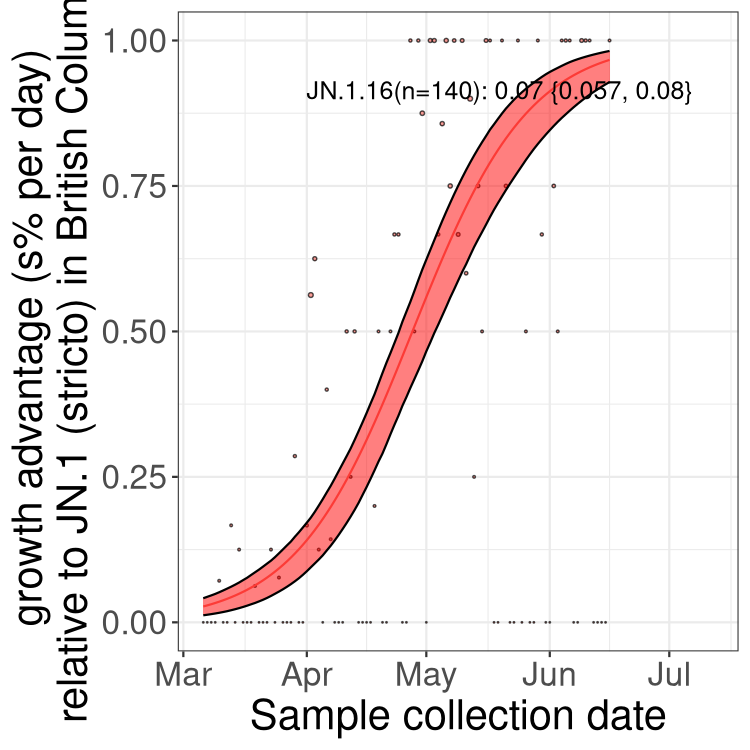 growth advantage (s% per day)
relative to JN.1 (stricto) in British Colum
1.00
0.75
0.50
0.25
0.00
JN.1.16(n=140): 0.07 {0.057, 0.08}
Mar Apr May Jun Jul
Sample collection date